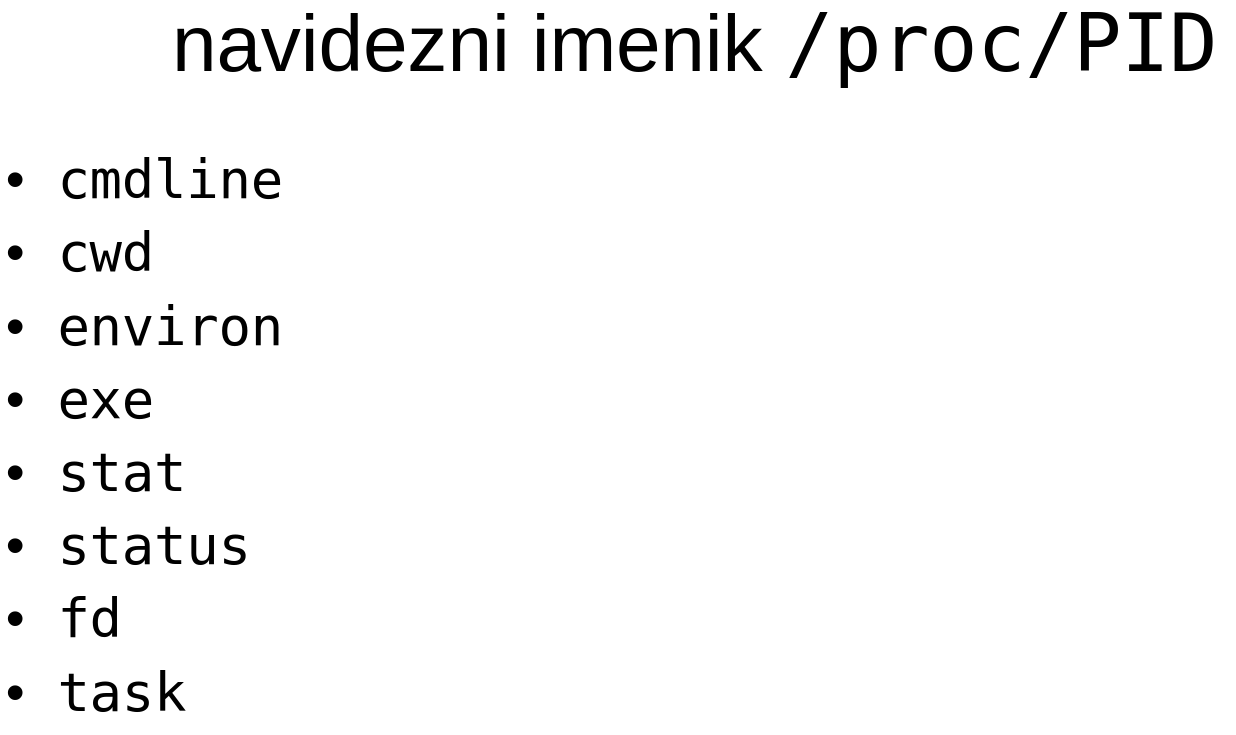 navidezni imenik /proc/PID
• cmdline
• cwd
• environ
• exe
• stat
• status
• fd
• task